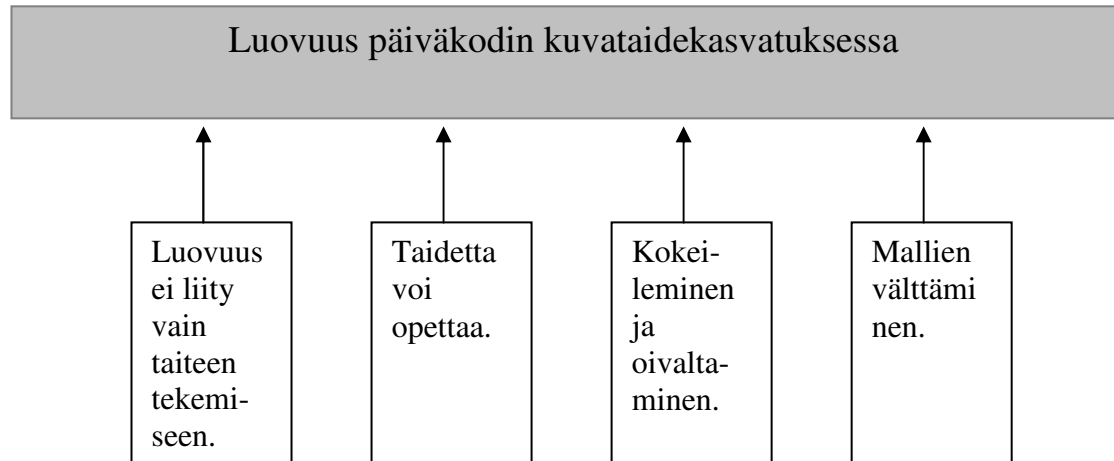 Luovuus päiväkodin kuvataidekasvatuksessa
Luovuus
ei liity
vain
taiteen
tekemi-
seen.
Taidetta
voi
opettaa.
Kokei-
leminen
ja
oivalta-
minen.
Mallien
välttämi
nen.